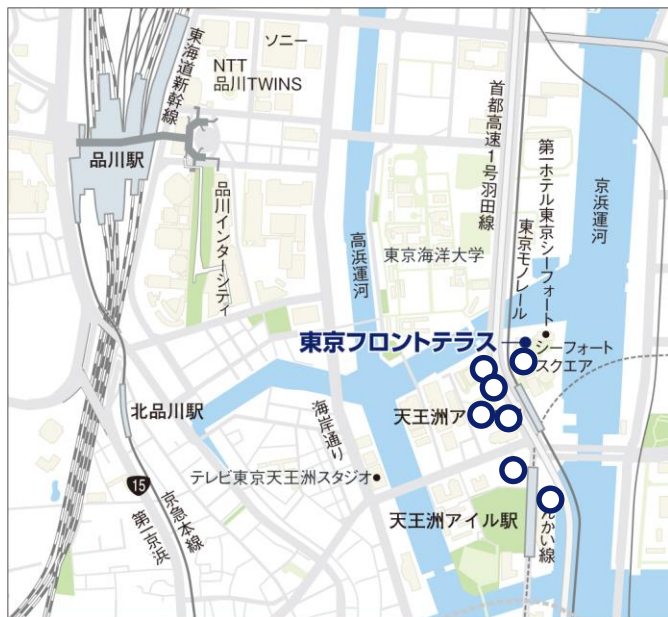 ソニー
NTT
品川TWINS
東海道新幹線
品川駅
品川インターシティ
首都高速1号羽田線
第一ホテル東京シーフォート
東京モノレール
京浜運河
高浜運河
東京海洋大学
東京フロントテラス
シーフォート
スクエア
北品川駅
海岸通り
天王洲ア
テレビ東京天王洲スタジオ
15
京急本線
第一京浜
天王洲アイル駅
んかい線